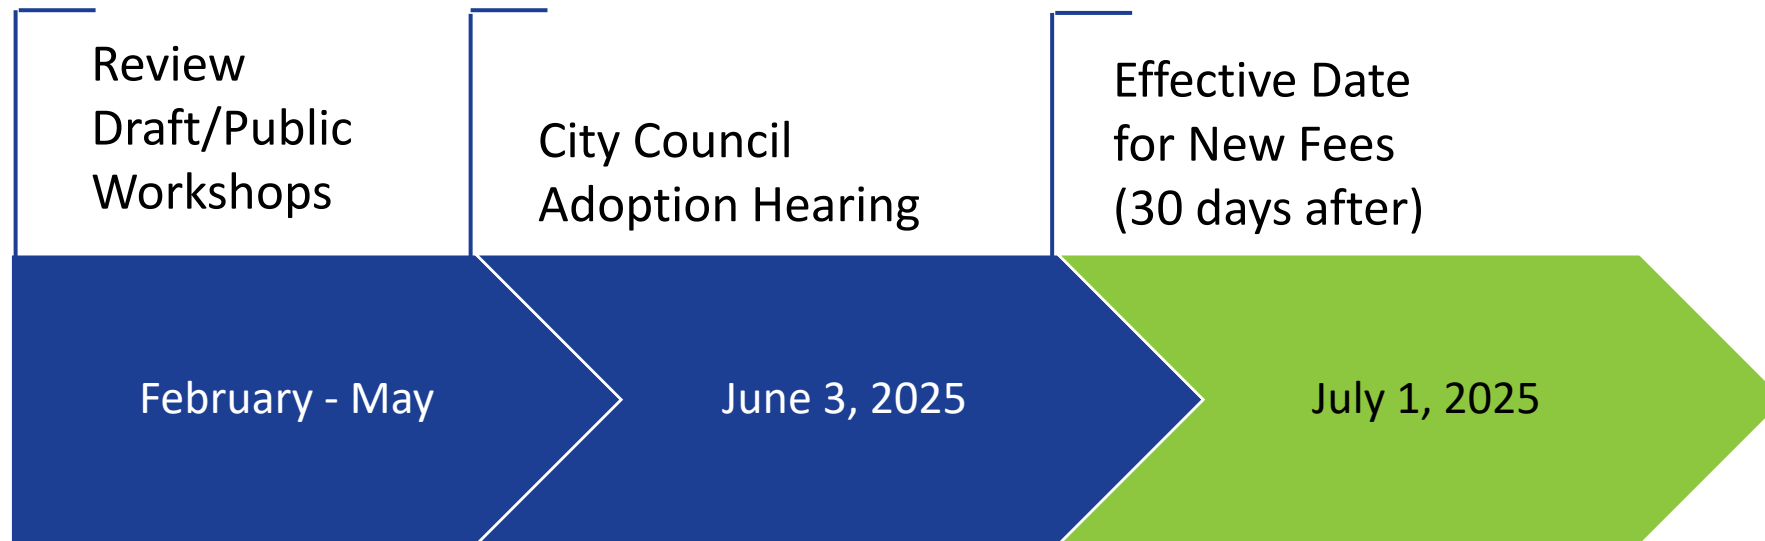 Review
Draft/Public
Workshops
City Council
Adoption Hearing
Effective Date
for New Fees
(30 days after)
February - May
June 3, 2025
July 1, 2025